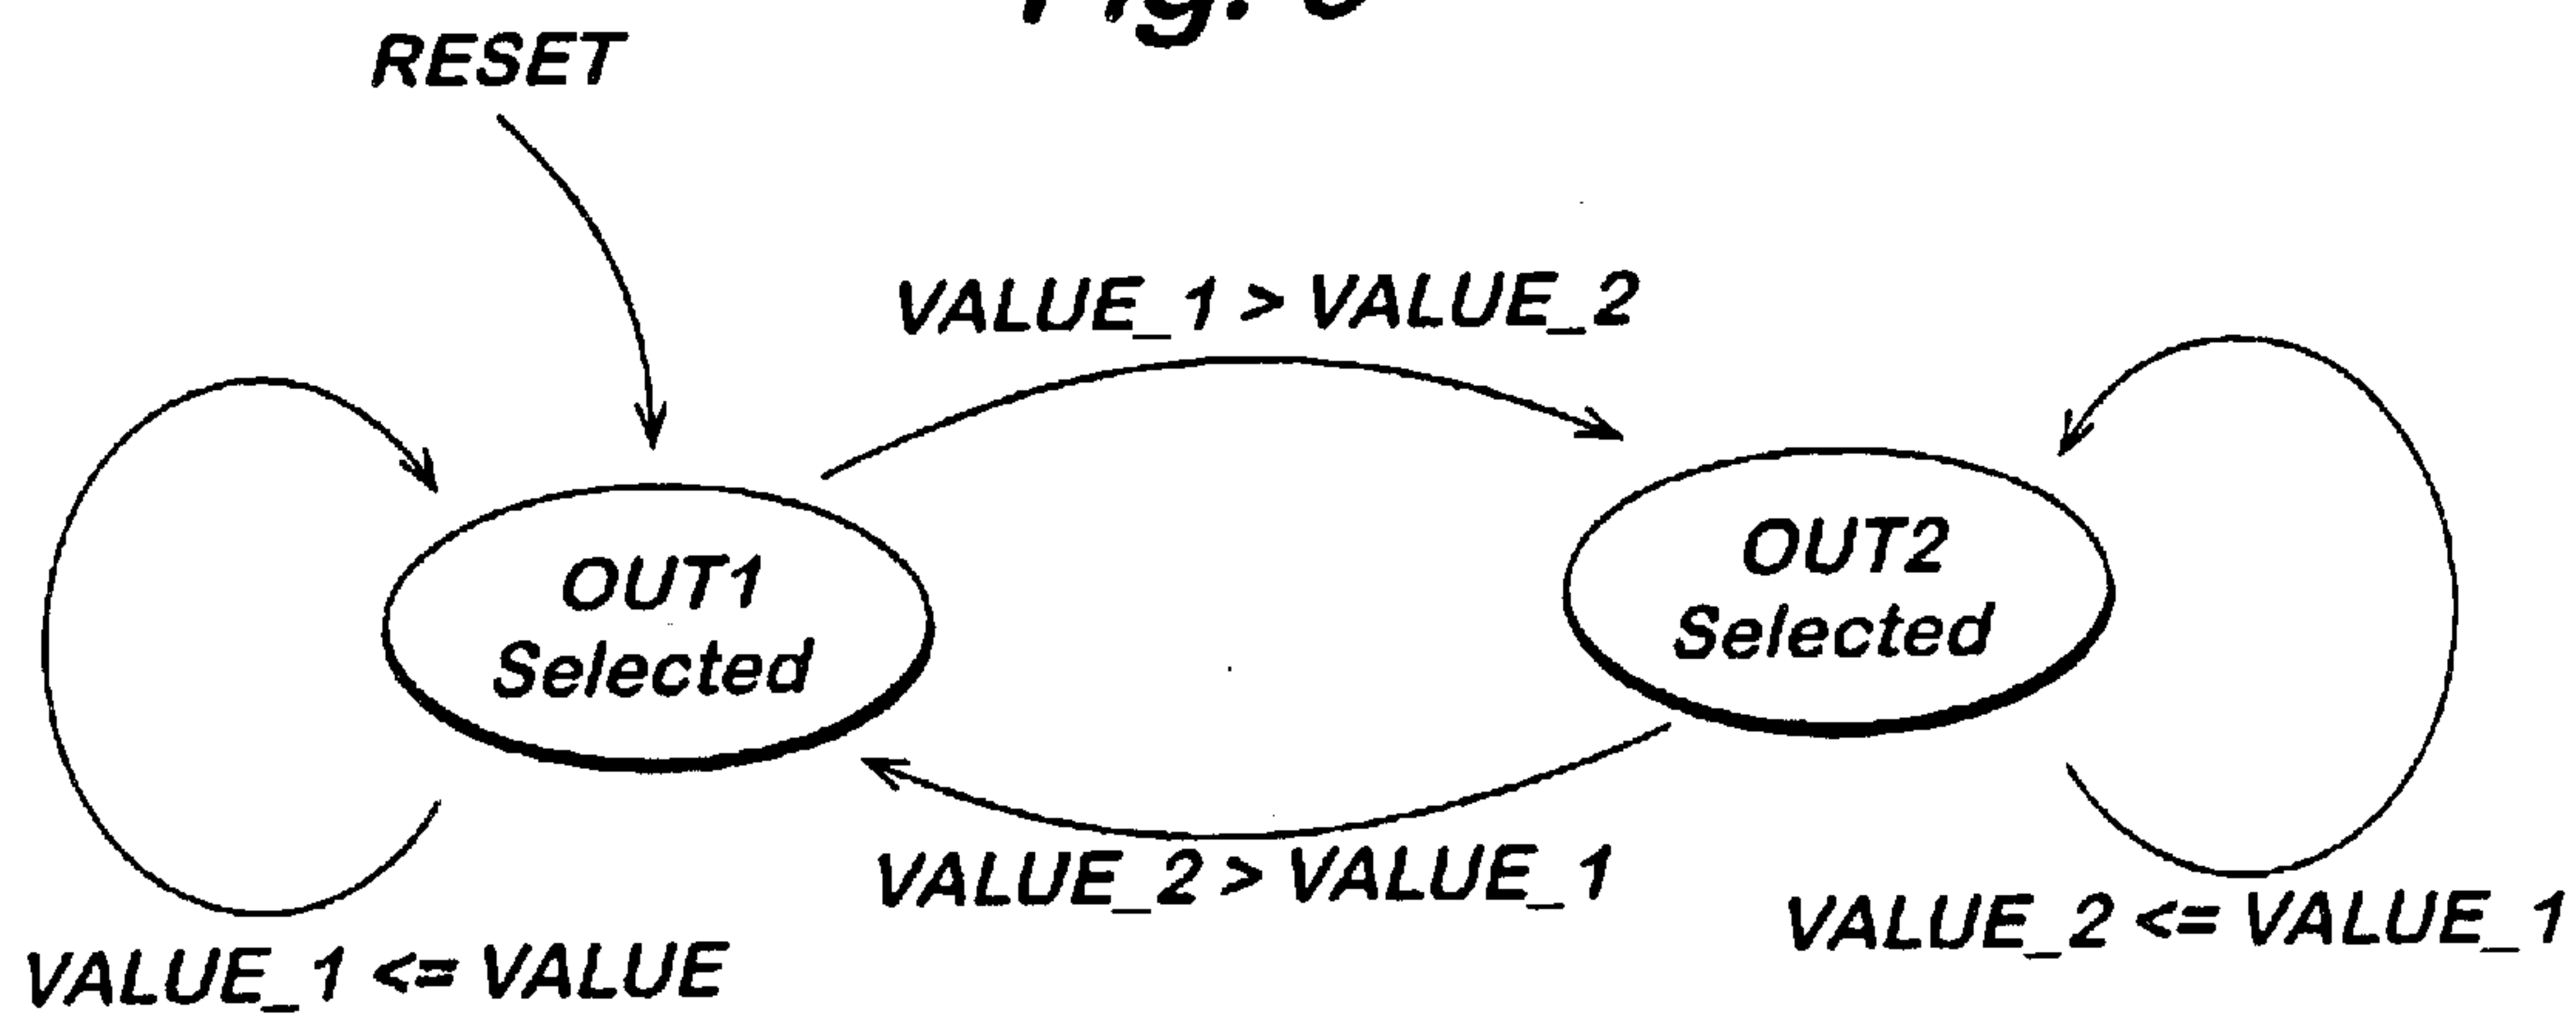 RESET
VALUE_1 > VALUE_2
OUT1
Selected
OUT2
Selected
VALUE_2 > VALUE_1
VALUE_2 <= VALUE_1
VALUE_1 <= VALUE